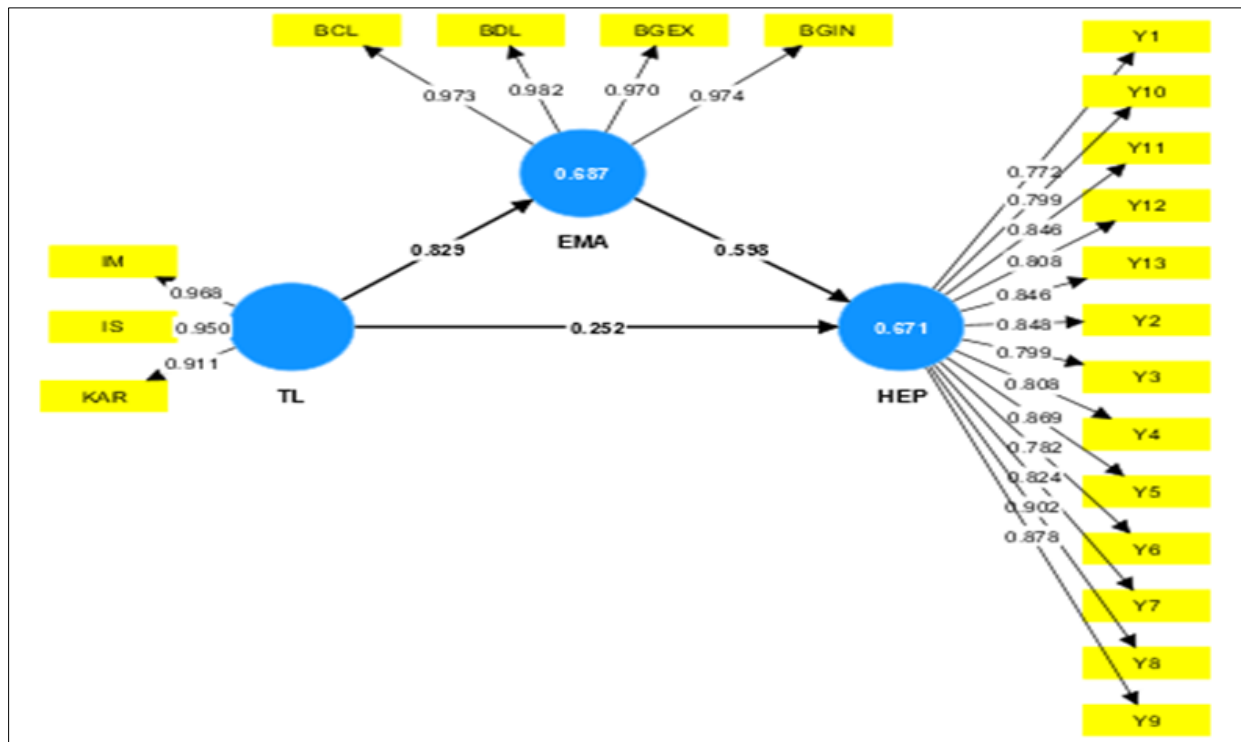 BCL
BDL
BGEX
BGIN
0.973
0.982
0.970
0.974
0.687
EMA
0.829
0.598
IM
IS
KAR
0.968
0.950
0.911
TL
0.252
0.671
HEP
0.772
0.799
0.846
0.808
0.846
0.848
0.799
0.808
0.869
0.782
0.824
0.902
0.878
Y1
Y10
Y11
Y12
Y13
Y2
Y3
Y4
Y5
Y6
Y7
Y8
Y9